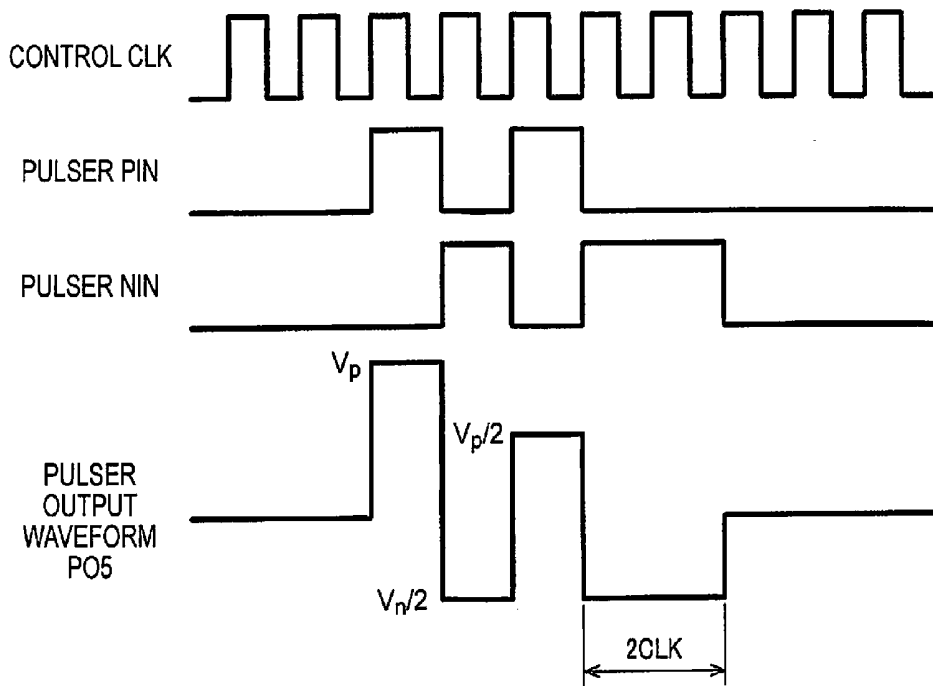 CONTROL CLK
PULSER PIN
PULSER NIN
Vp
Vp/2
PULSER
OUTPUT
WAVEFORM
PO5
Vn/2
2CLK